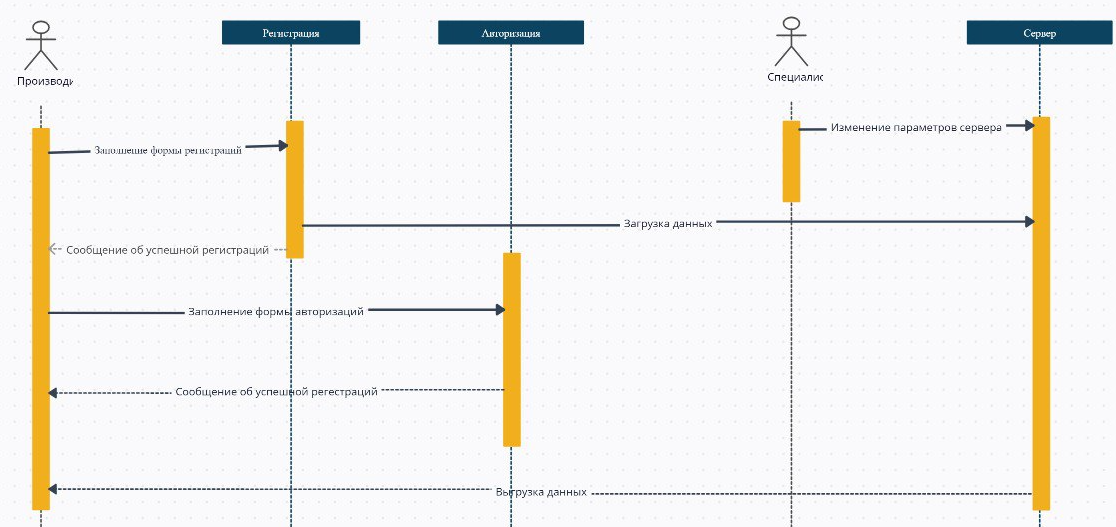 Регистрация
Авторизация
Сервер
Производи
Специалис
Изменение параметров сервера
Заполнение формы регистраций
Загрузка данных
Сообщение об успешной регистраций
Заполнение формы авторизаций
Сообщение об успешной регестраций
Выгрузка данных